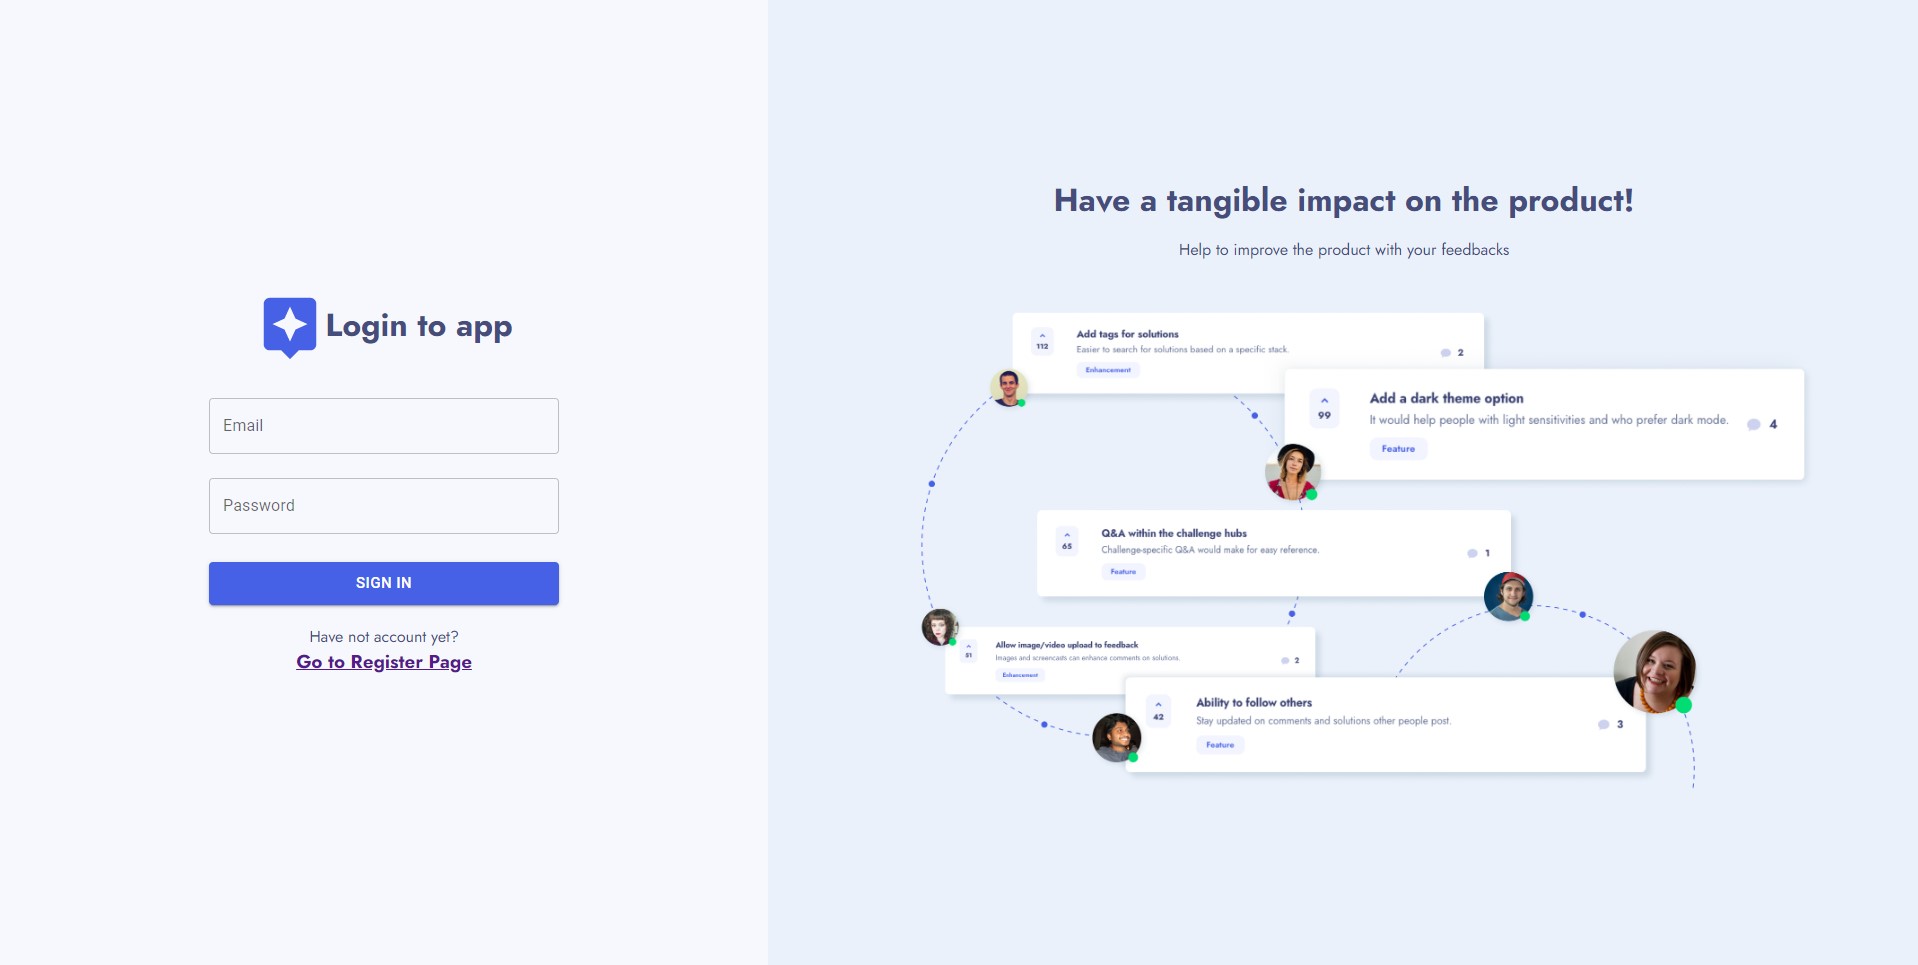 Login to app
Email
Password
SIGN IN
Have not account yet?
Go to Register Page
Have a tangible impact on the product!
Help to improve the product with your feedbacks
112
Add tags for solutions
Easier to search for solutions based on a specific stack.
Enhancement
2
99
Add a dark theme option
It would help people with light sensitivities and who prefer dark mode.
Feature
4
65
Q&A within the challenge hubs
Challenge-specific Q&A would make for easy reference.
Feature
1
51
Allow image/video upload to feedback
Images and screencasts can enhance comments on solutions.
Enhancement
2
42
Ability to follow others
Stay updated on comments and solutions other people post.
Feature
3